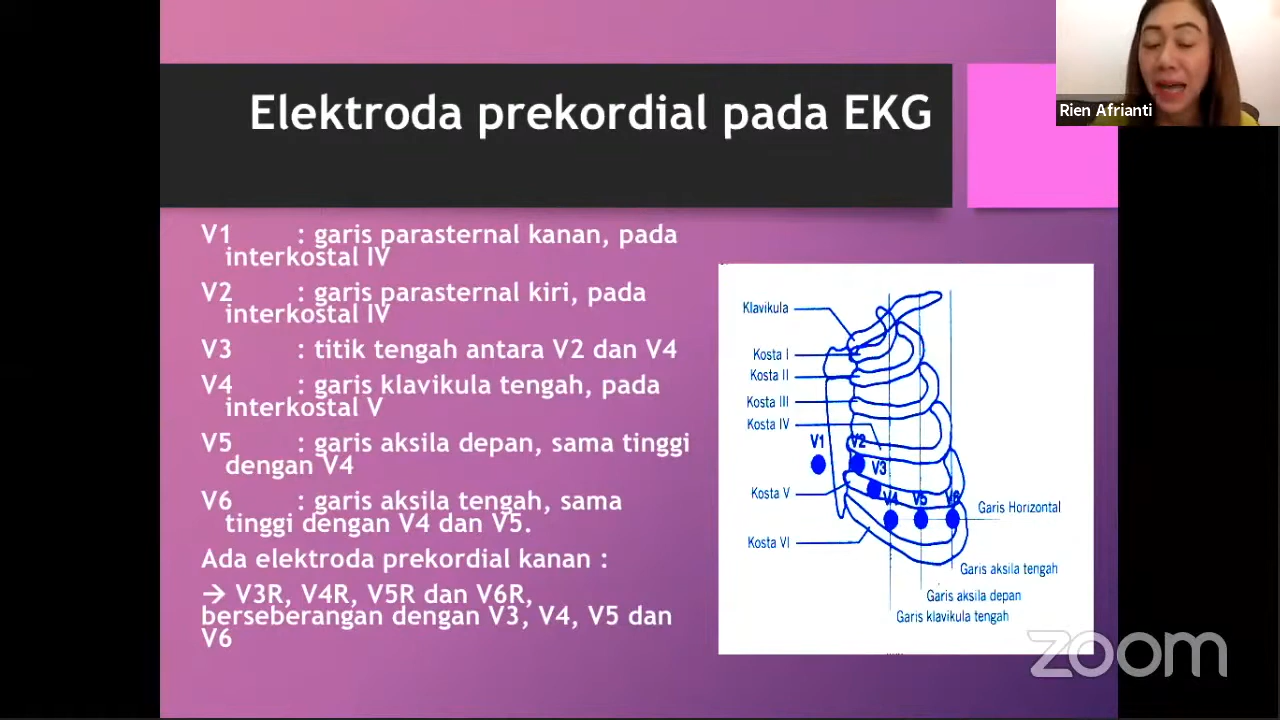 Rien Afrianti
Elektroda prekordial pada EKG
V1 : garis parasternal kanan, pada
interkostal IV
V2 : garis parasternal kiri, pada
interkostal IV
V3 : titik tengah antara V2 dan V4
V4 : garis klavikula tengah, pada
interkostal V
V5 : garis aksila depan, sama tinggi
dengan V4
V6 : garis aksila tengah, sama
tinggi dengan V4 dan V5.
Ada elektroda prekordial kanan :
→ V3R, V4R, V5R dan V6R,
berseberangan dengan V3, V4, V5 dan
V6
Klavikula
Kosta I
Kosta II
Kosta III
Kosta IV
V1
V2
V3
Kosta V
V4
V5
V6
Garis Horizontal
Kosta VI
Garis aksila tengah
Garis aksila depan
Garis klavikula tengah
zoom